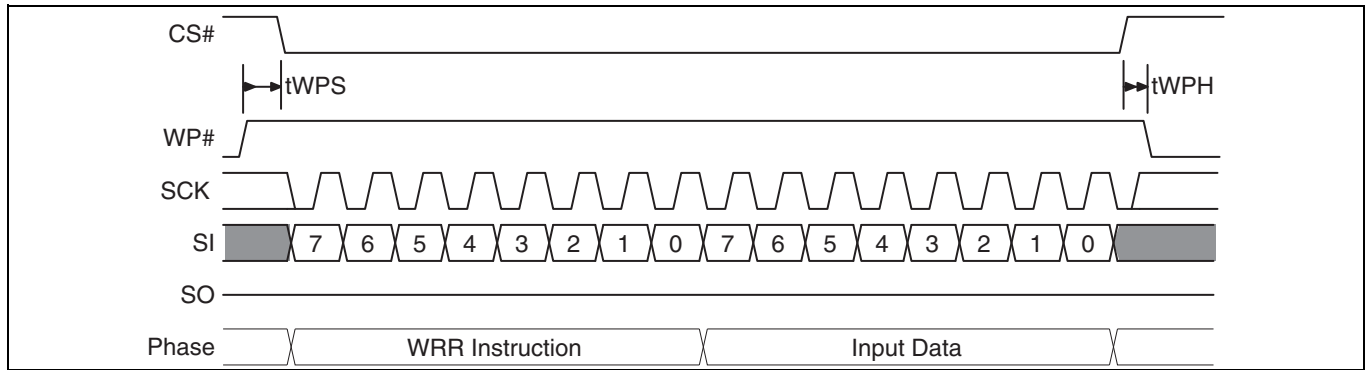 CS#
tWPS
tWPH
WP#
SCK
SI 7 6 5 4 3 2 1 0 7 6 5 4 3 2 1 0
SO
Phase WRR Instruction Input Data